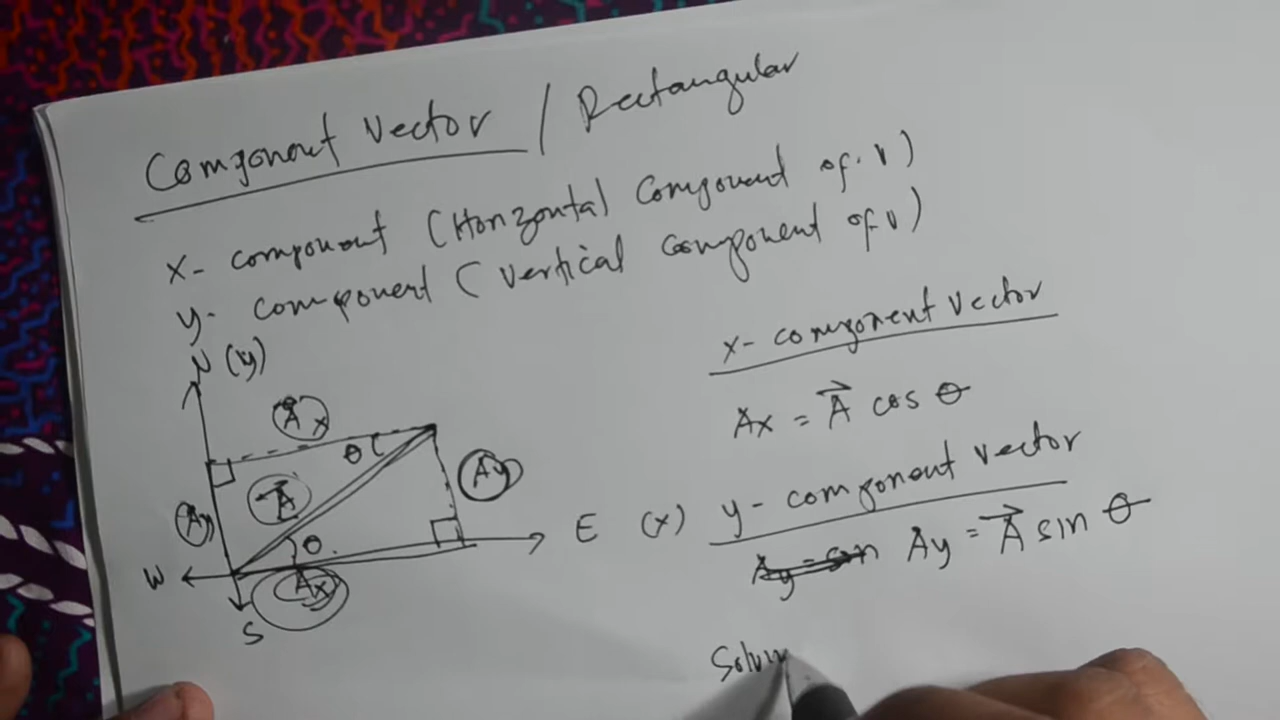 Component Vector / Rectangular
x- component (Horizontal Component of V)
y- component (Vertical Component of V)
N (y)
x- component Vector
Ax = A⃗ cos θ
A⃗x
θ
y- component vector
Ay = A⃗ sin θ
A⃗
Ay
Ay
E (x)
θ
W
Ax
S
Solvin